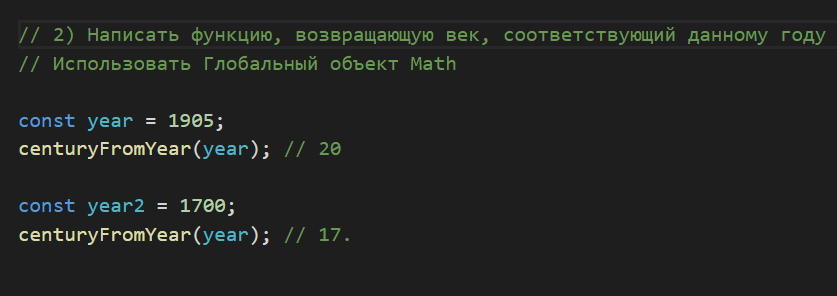 // 2) Написать функцию, возвращающую век, соответствующий данному году
// Использовать Глобальный объект Math
const year = 1905;
centuryFromYear(year); // 20
const year2 = 1700;
centuryFromYear(year); // 17.